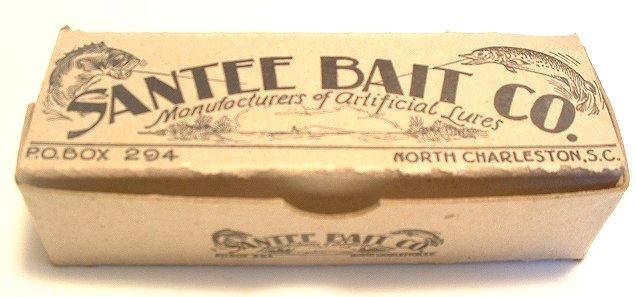 SANTEE BAIT CO.
Manufacturers of Artificial Lures
P.O. BOX 294 NORTH CHARLESTON, S.C.
SANTEE BAIT CO.